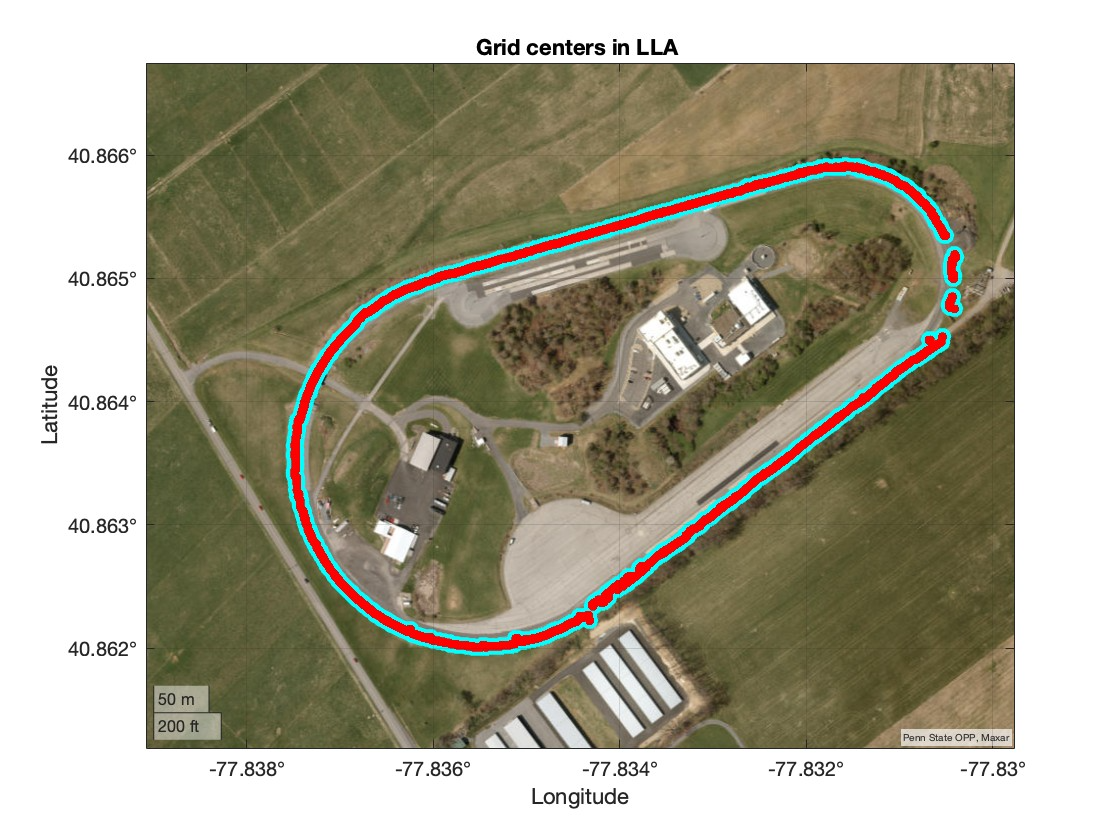 Grid centers in LLA
40.866°
40.865°
40.864°
40.863°
40.862°
Latitude
50 m
200 ft
Penn State OPP, Maxar
-77.838°
-77.836°
-77.834°
-77.832°
-77.83°
Longitude